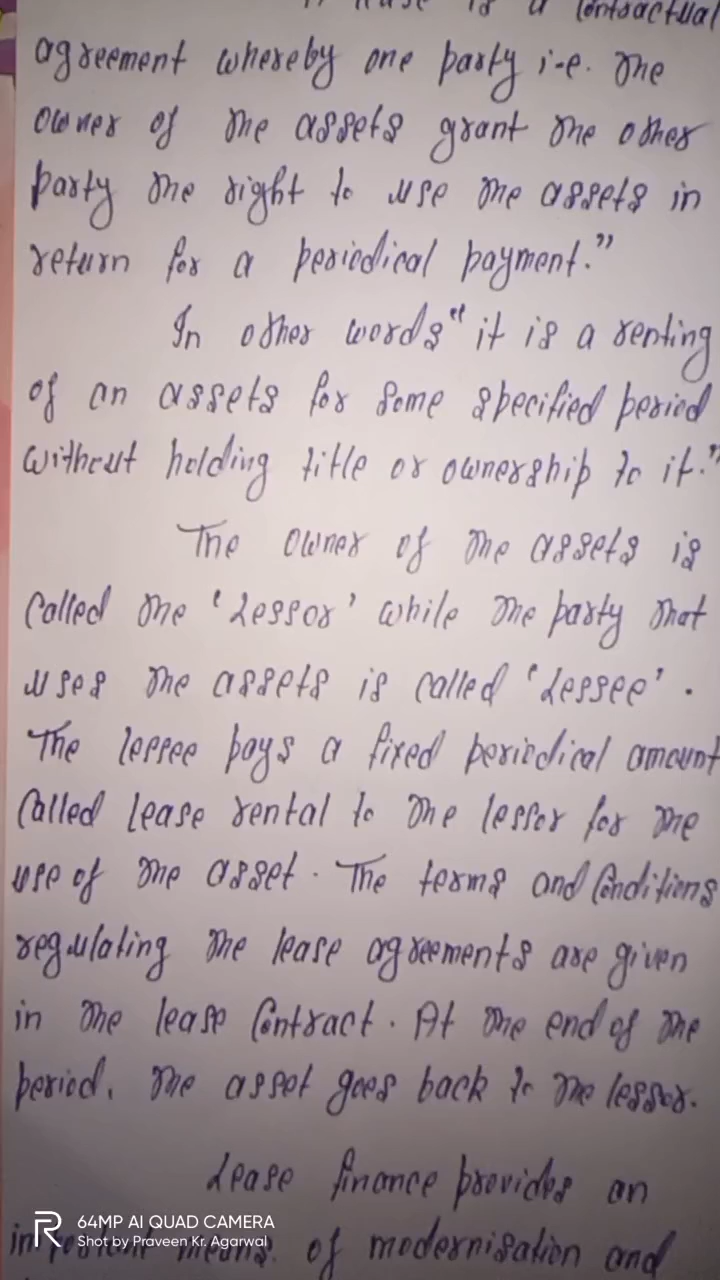 lease is a contractual
agreement whereby one party i-e. the
owner of the assets grant the other
party the right to use the assets in
return for a periodical payment."
In other words "it is a renting
of an assets for some specified period
without holding title or ownership to it."
The owner of the assets is
called the 'Lessor' while the party that
uses the assets is called 'Lessee'.
The lessee pays a fixed periodical amount
called lease rental to the lessor for the
use of the asset. The terms and Conditions
regulating the lease agreements are given
in the lease Contract. At the end of the
period, the asset goes back to the lessor.
Lease finance provides an
important means of modernisation and
64MP AI QUAD CAMERA
Shot by Praveen Kr. Agarwal